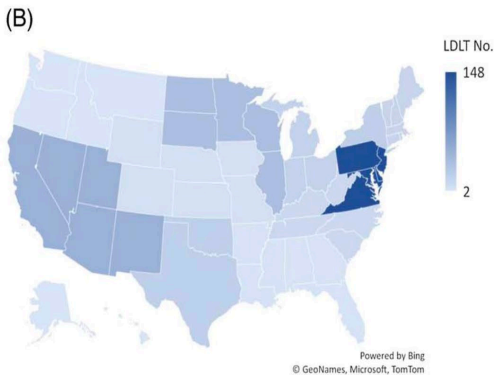 (B)
LDLT No.
148
2
Powered by Bing
© GeoNames, Microsoft, TomTom